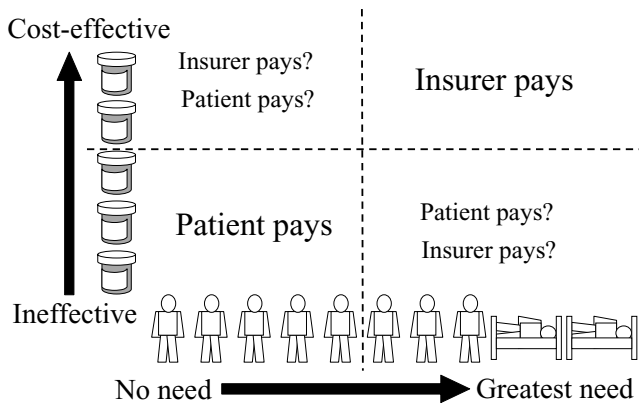 Cost-effective
Insurer pays?
Patient pays?
Insurer pays
Patient pays
Patient pays?
Insurer pays?
Ineffective
No need
Greatest need